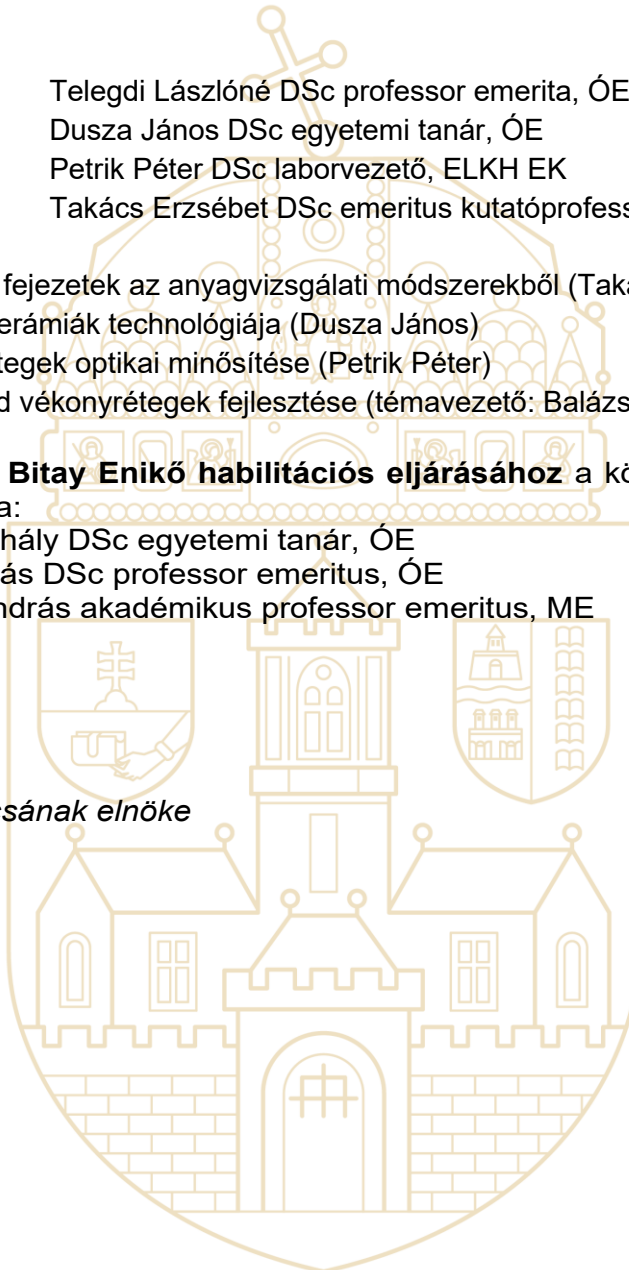 Telegdi Lászlóné DSc professor emerita, ÓE
Dusza János DSc egyetemi tanár, ÓE
Petrik Péter DSc laborvezető, ELKH EK
Takács Erzsébet DSc emeritus kutatóprofess
fejezetek az anyagvizsgálati módszerekből (Taká
erámiák technológiája (Dusza János)
tegek optikai minősítése (Petrik Péter)
d vékonyrétegek fejlesztése (témavezető: Balázs
Bitay Enikő habilitációs eljárásához a kö
a:
hály DSc egyetemi tanár, ÓE
ás DSc professor emeritus, ÓE
ndrás akadémikus professor emeritus, ME
sának elnöke